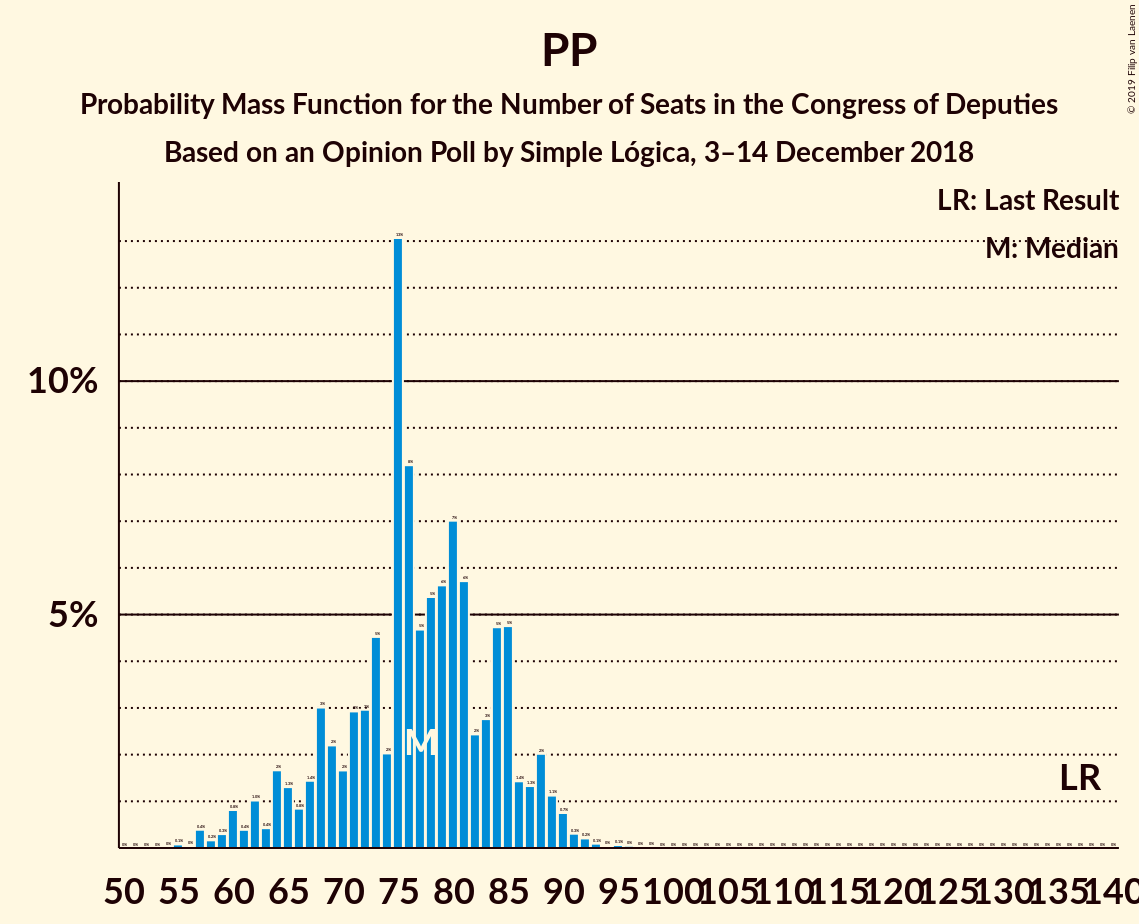 PP
Probability Mass Function for the Number of Seats in the Congress of Deputies
Based on an Opinion Poll by Simple Lógica, 3–14 December 2018
© 2019 Filip van Laenen
LR: Last Result
M: Median
10%
5%
M
LR
50 55 60 65 70 75 80 85 90 95 100 105 110 115 120 125 130 135 140